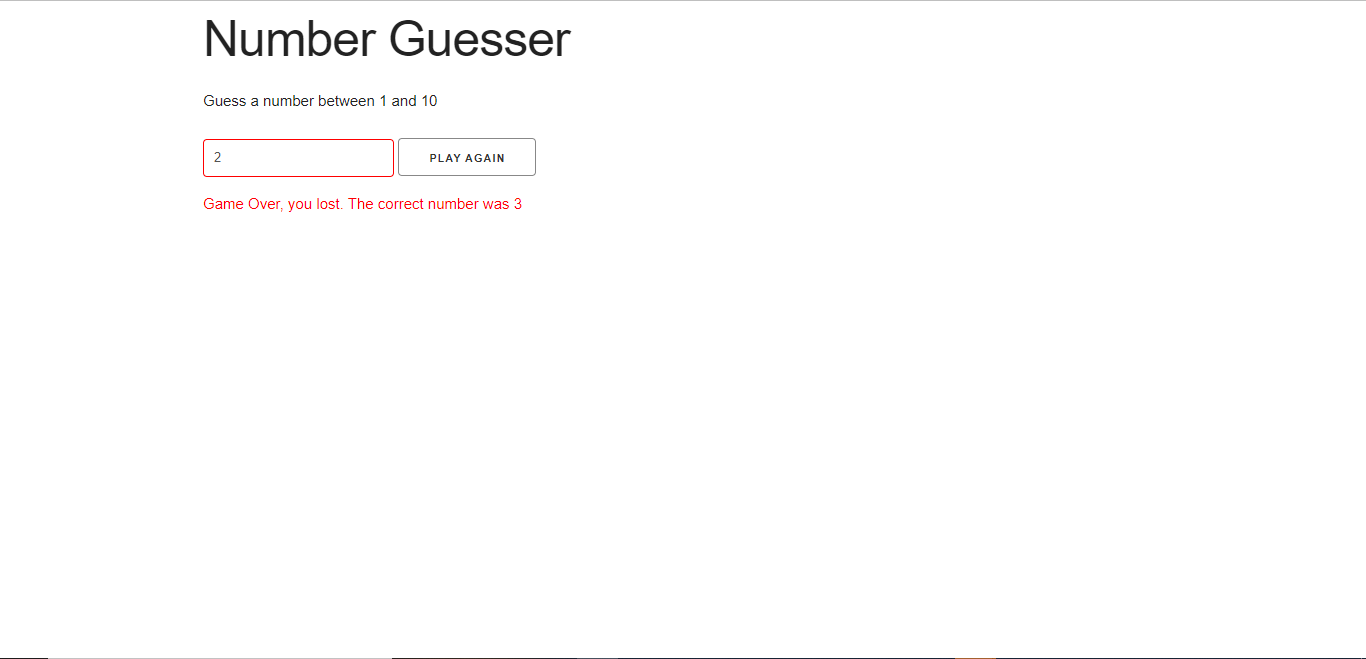 Number Guesser
Guess a number between 1 and 10
2
PLAY AGAIN
Game Over, you lost. The correct number was 3